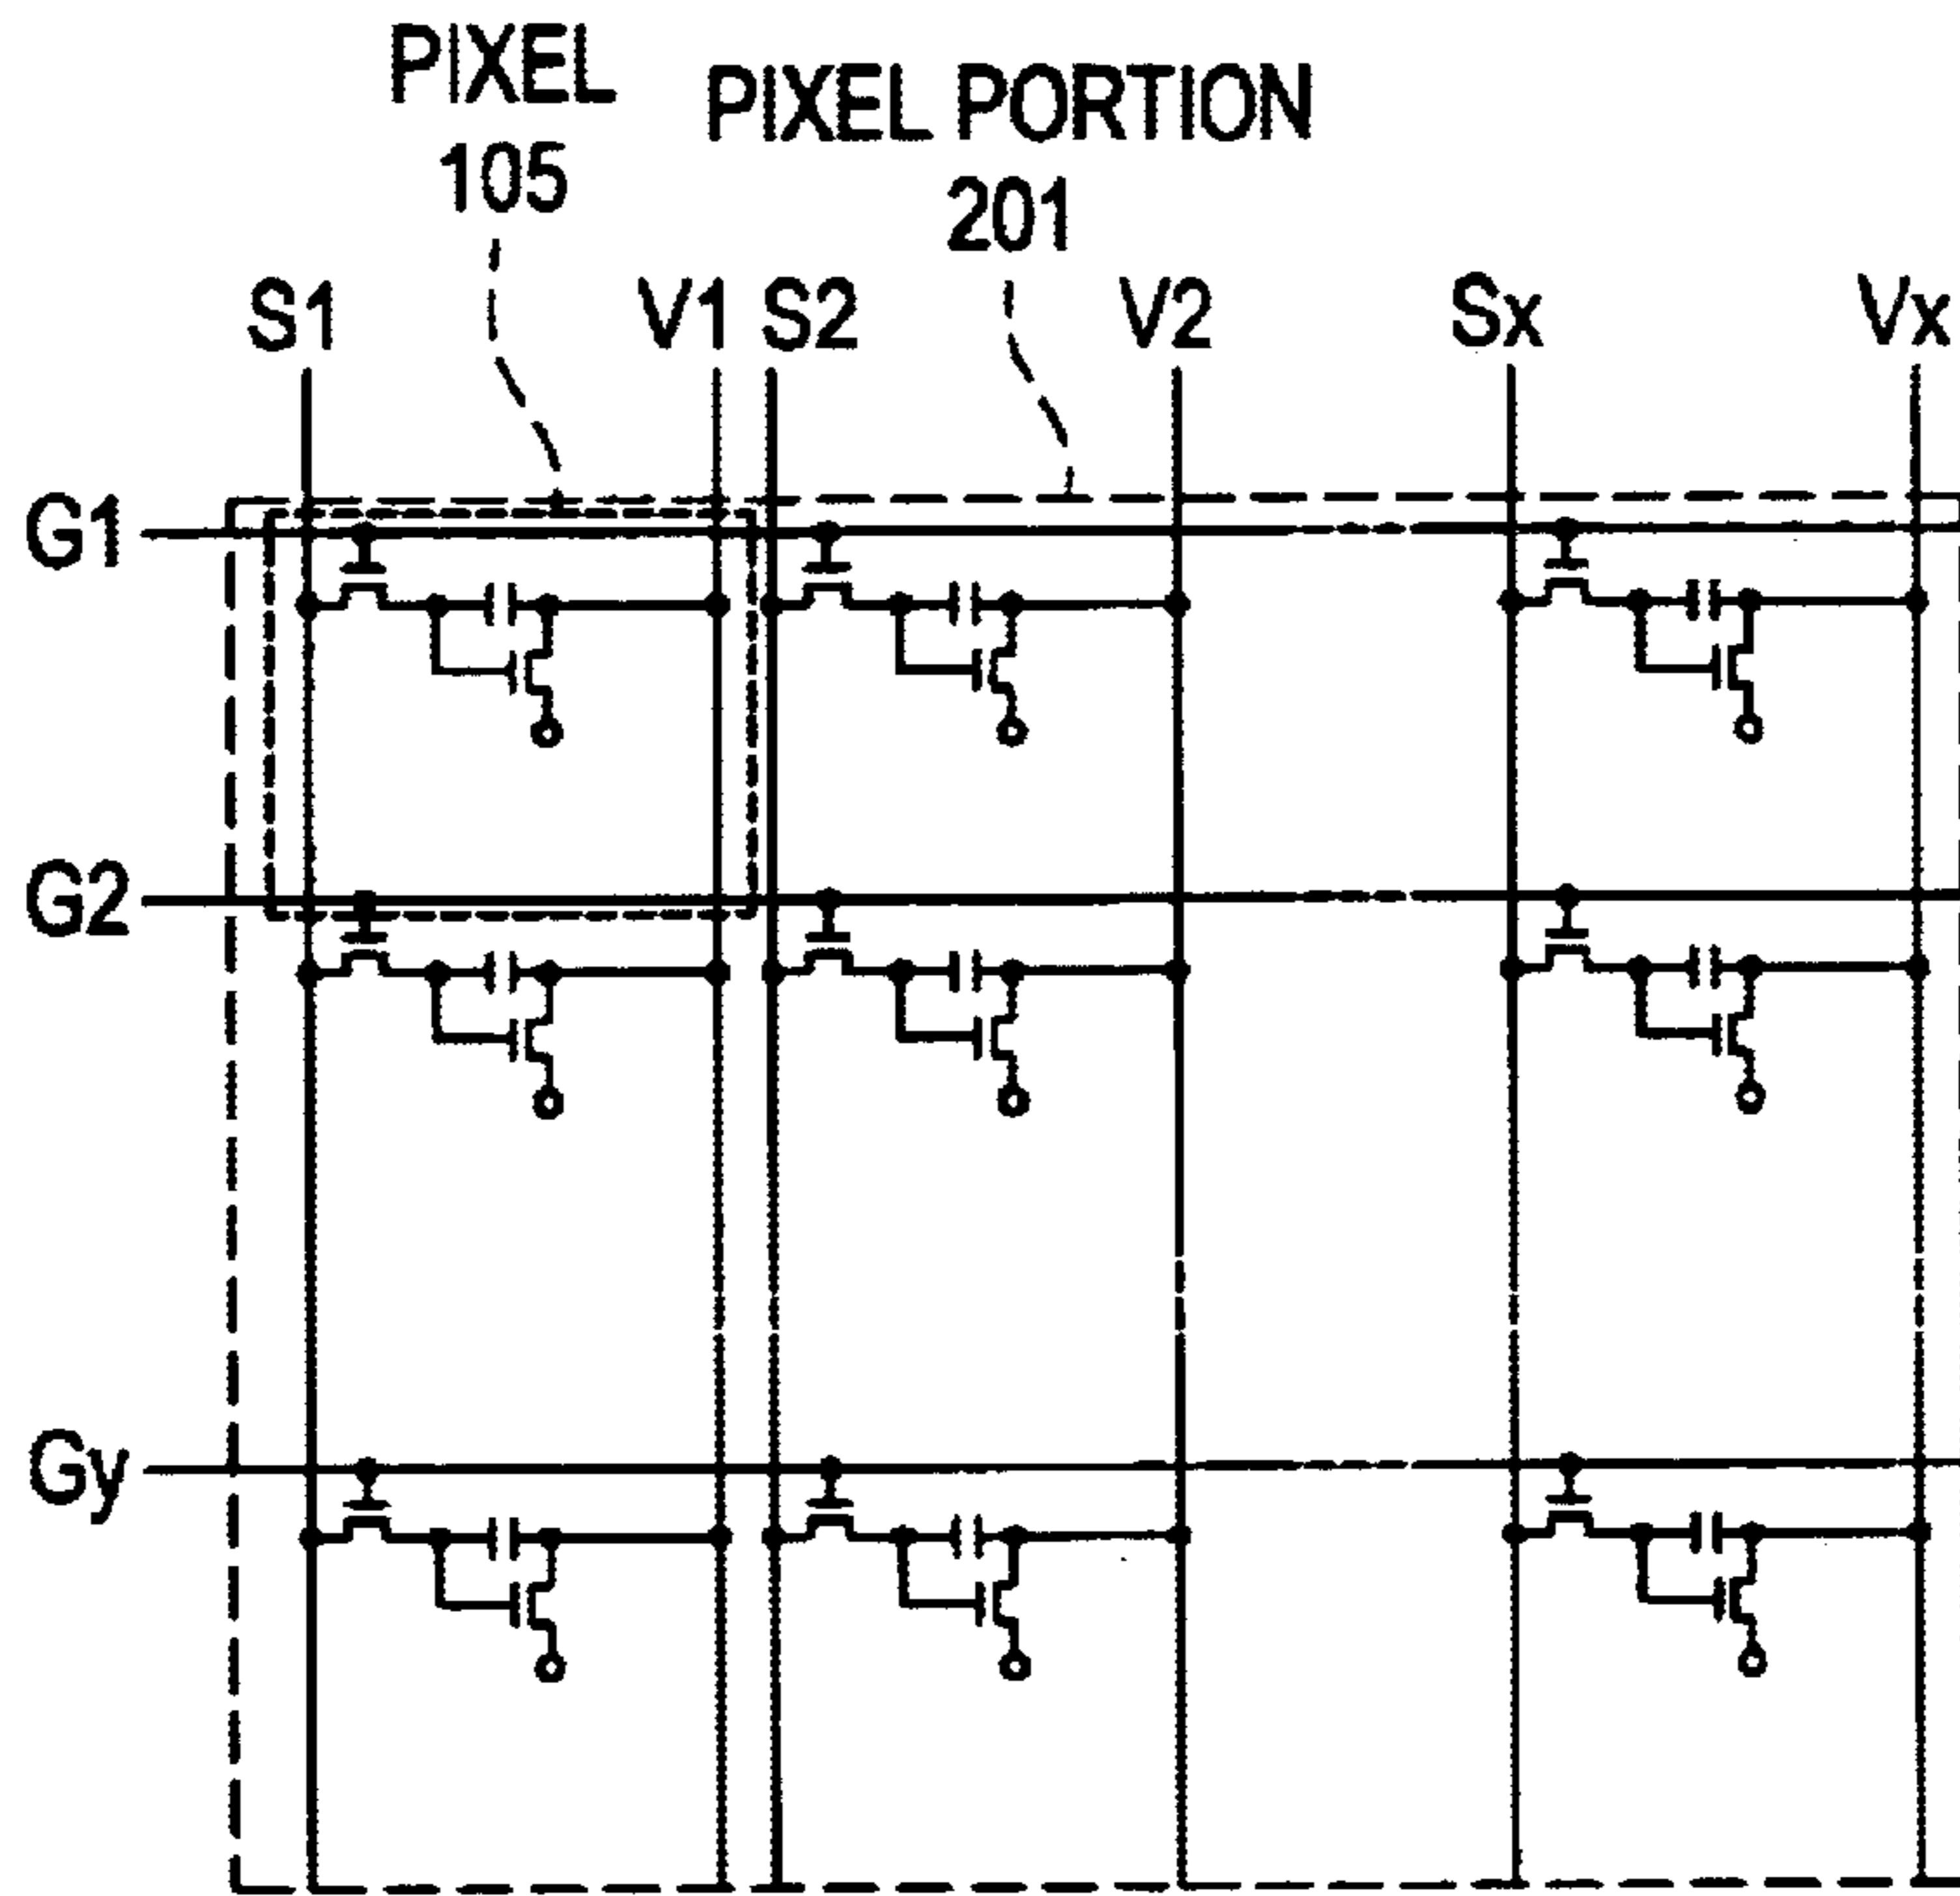 PIXEL
105
PIXEL PORTION
201
S1 V1 S2 V2 Sx Vx
G1
G2
Gy